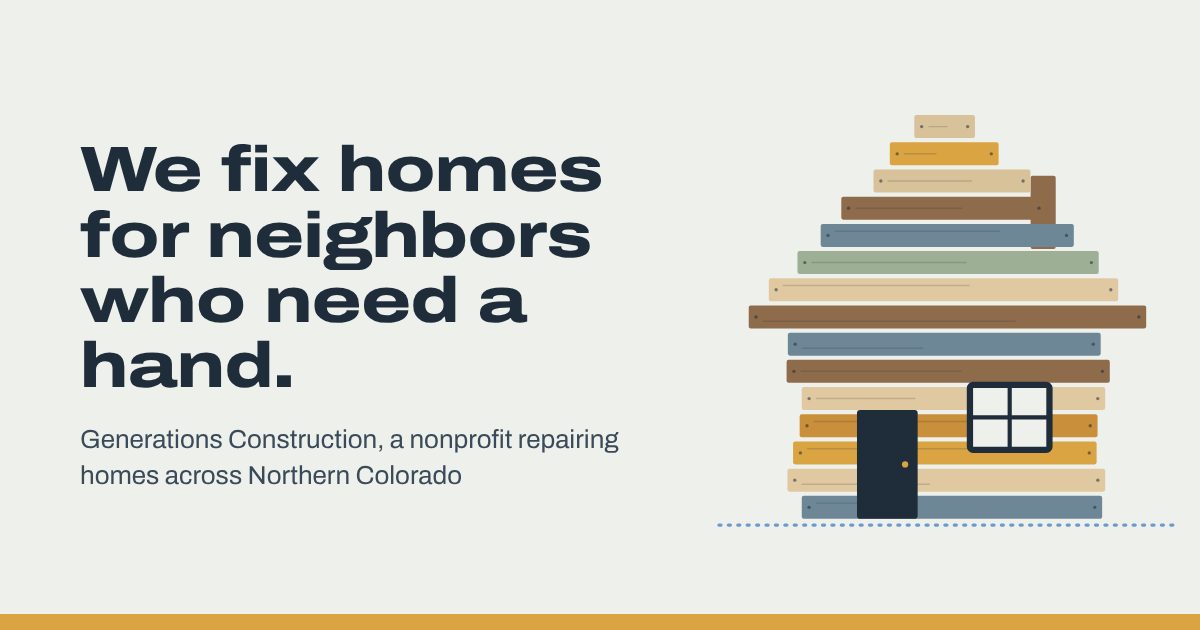 We fix homes
for neighbors
who need a
hand.
Generations Construction, a nonprofit repairing
homes across Northern Colorado